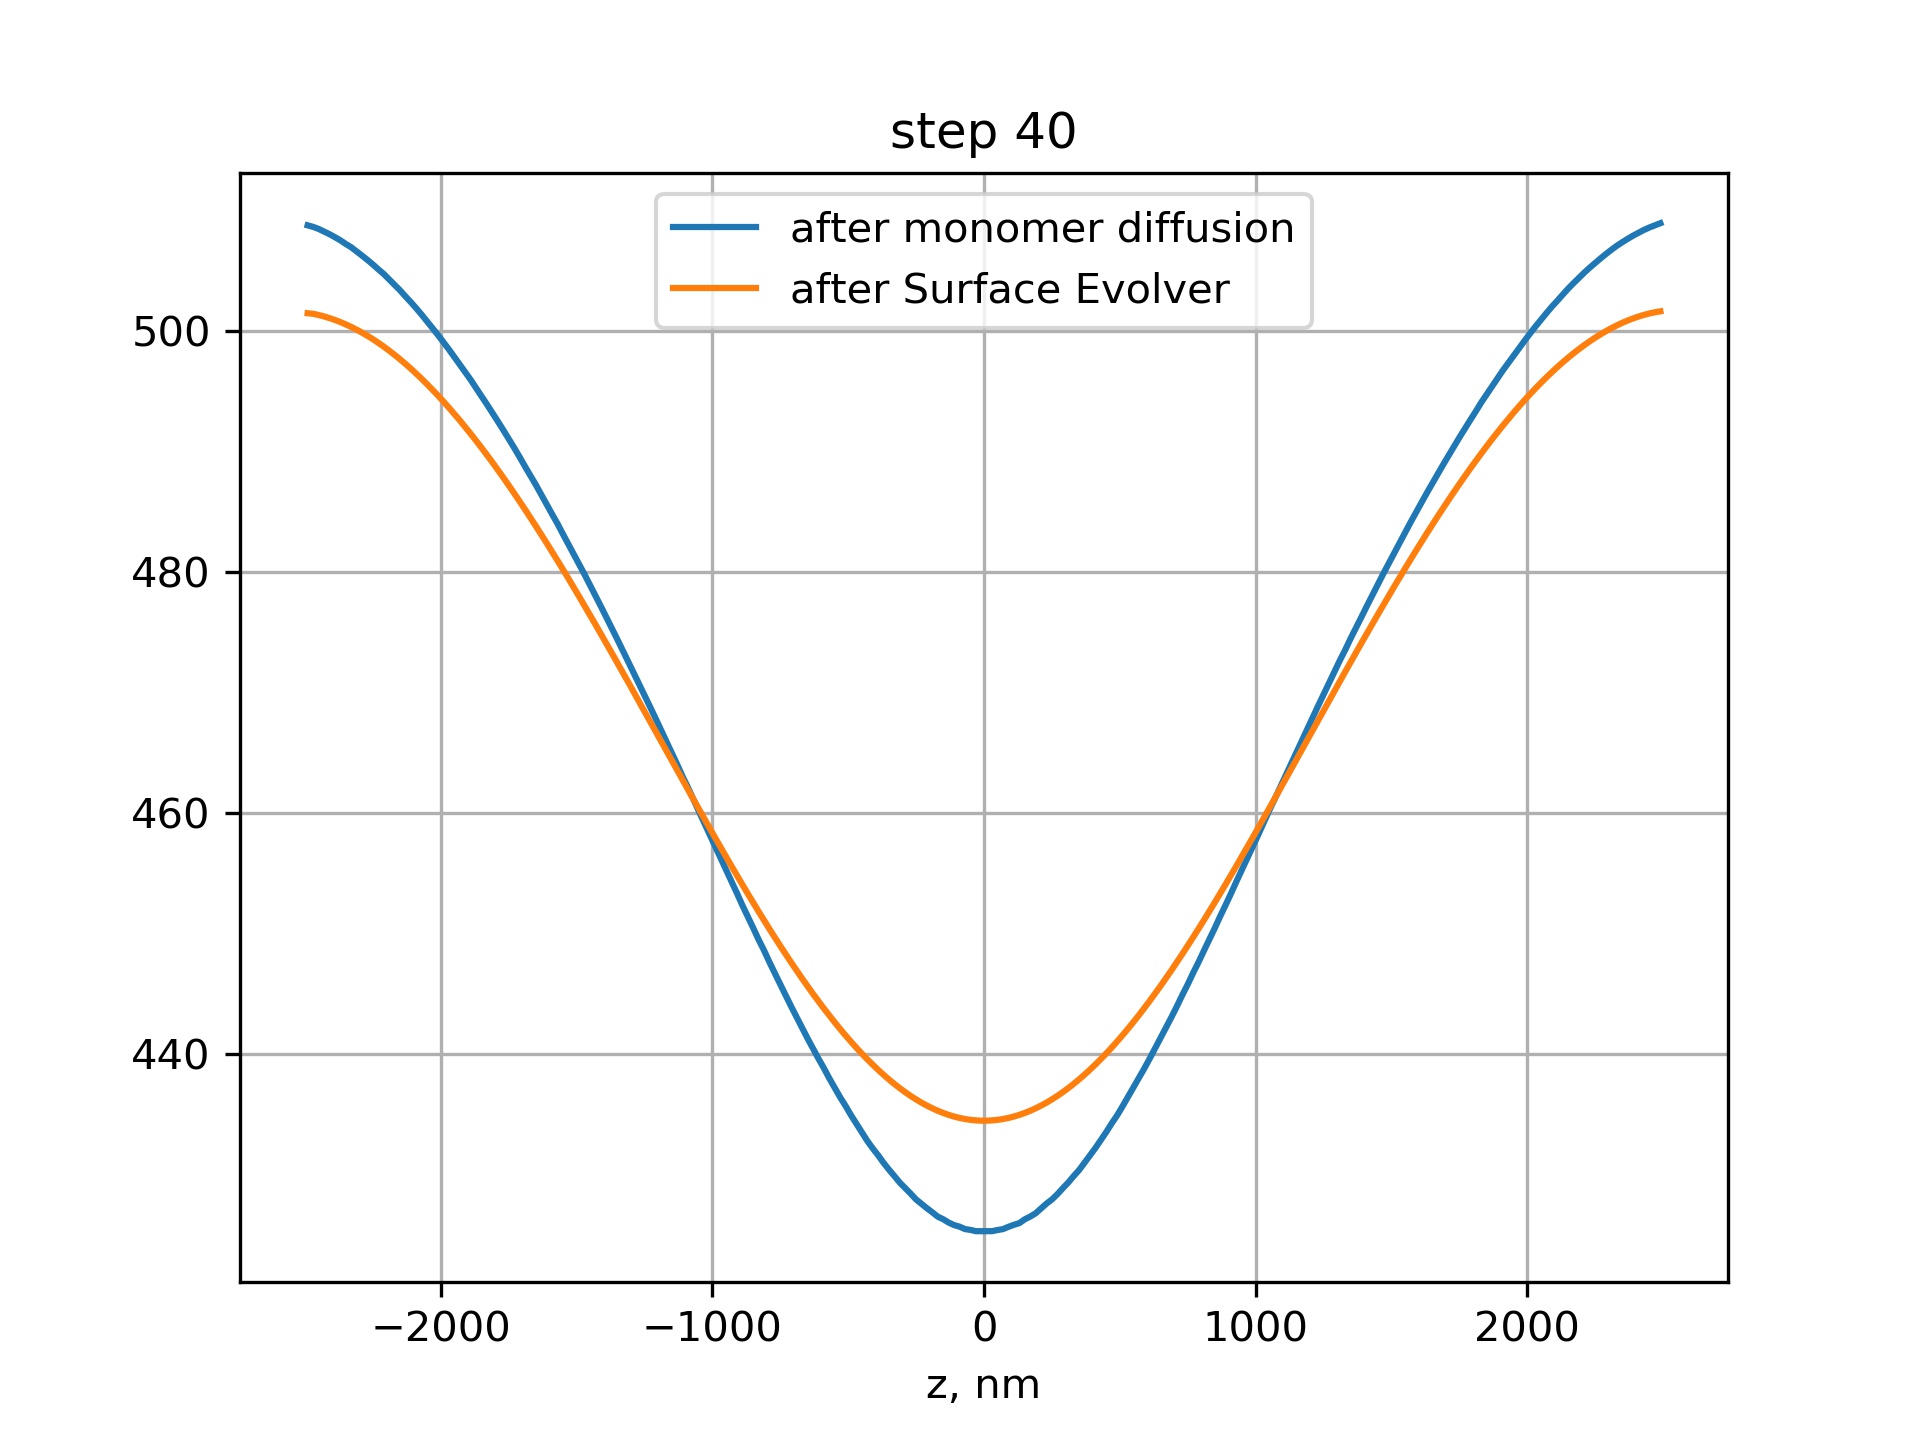 step 40
after monomer diffusion
after Surface Evolver
500
480
460
440
−2000 −1000 0 1000 2000
z, nm